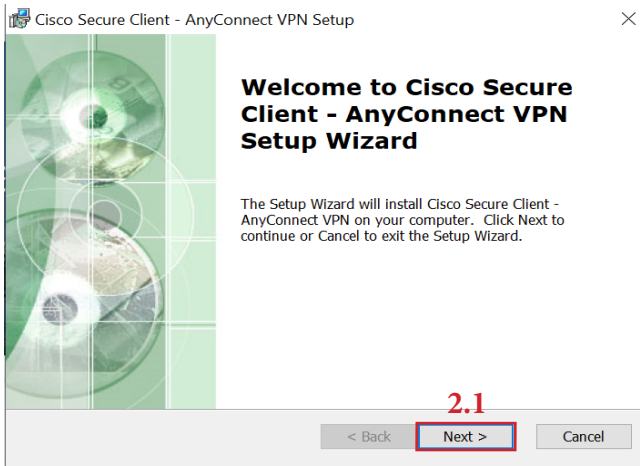 Cisco Secure Client - AnyConnect VPN Setup
Welcome to Cisco Secure
Client - AnyConnect VPN
Setup Wizard
The Setup Wizard will install Cisco Secure Client -
AnyConnect VPN on your computer. Click Next to
continue or Cancel to exit the Setup Wizard.
2.1
< Back Next > Cancel